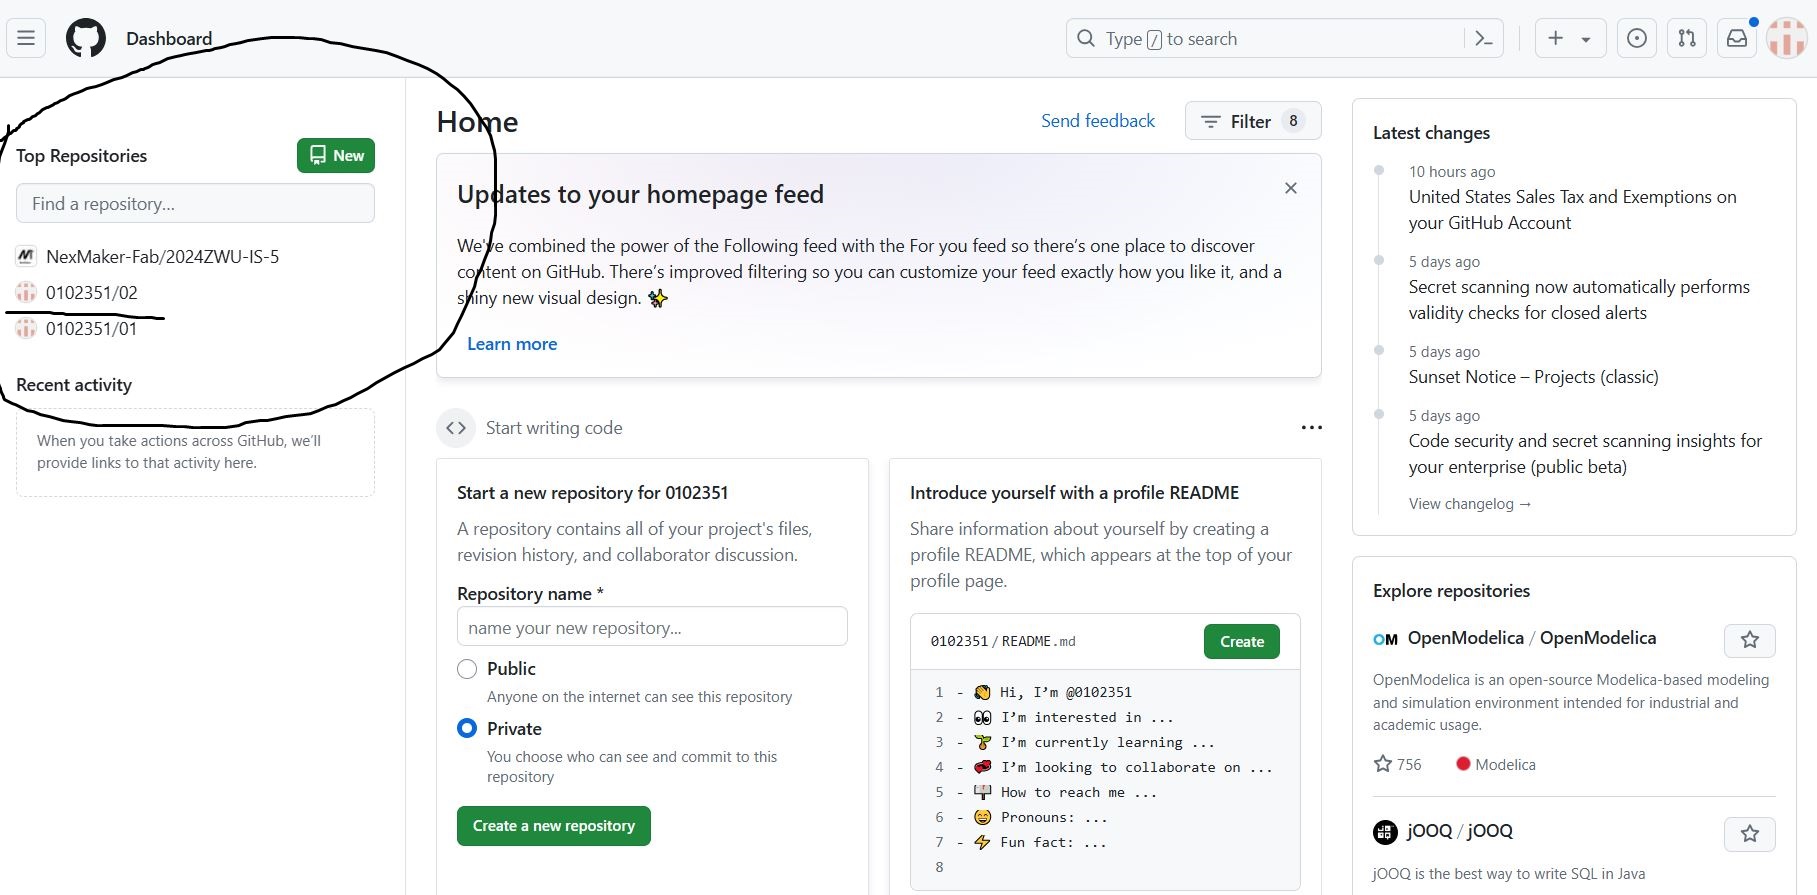 Dashboard
Type / to search
Top Repositories
New
Find a repository...
NexMaker-Fab/2024ZWU-IS-5
0102351/02
0102351/01
Recent activity
When you take actions across GitHub, we'll
provide links to that activity here.
Home
Send feedback
Filter 8
Updates to your homepage feed
We've combined the power of the Following feed with the For you feed so there's one place to discover
content on GitHub. There's improved filtering so you can customize your feed exactly how you like it, and a
shiny new visual design. ✨
Learn more
Start writing code
Start a new repository for 0102351
A repository contains all of your project's files,
revision history, and collaborator discussion.
Repository name *
name your new repository...
Public
Anyone on the internet can see this repository
Private
You choose who can see and commit to this
repository
Create a new repository
Introduce yourself with a profile README
Share information about yourself by creating a
profile README, which appears at the top of your
profile page.
0102351 / README.md
Create
1 - 👋 Hi, I’m @0102351
2 - 👀 I’m interested in ...
3 - 🌱 I’m currently learning ...
4 - 💞️ I’m looking to collaborate on ...
5 - 📫 How to reach me ...
6 - 😄 Pronouns: ...
7 - ⚡ Fun fact: ...
8
Latest changes
10 hours ago
United States Sales Tax and Exemptions on
your GitHub Account
5 days ago
Secret scanning now automatically performs
validity checks for closed alerts
5 days ago
Sunset Notice – Projects (classic)
5 days ago
Code security and secret scanning insights for
your enterprise (public beta)
View changelog →
Explore repositories
OM OpenModelica / OpenModelica
OpenModelica is an open-source Modelica-based modeling
and simulation environment intended for industrial and
academic usage.
756 Modelica
jOOQ / jOOQ
jOOQ is the best way to write SQL in Java